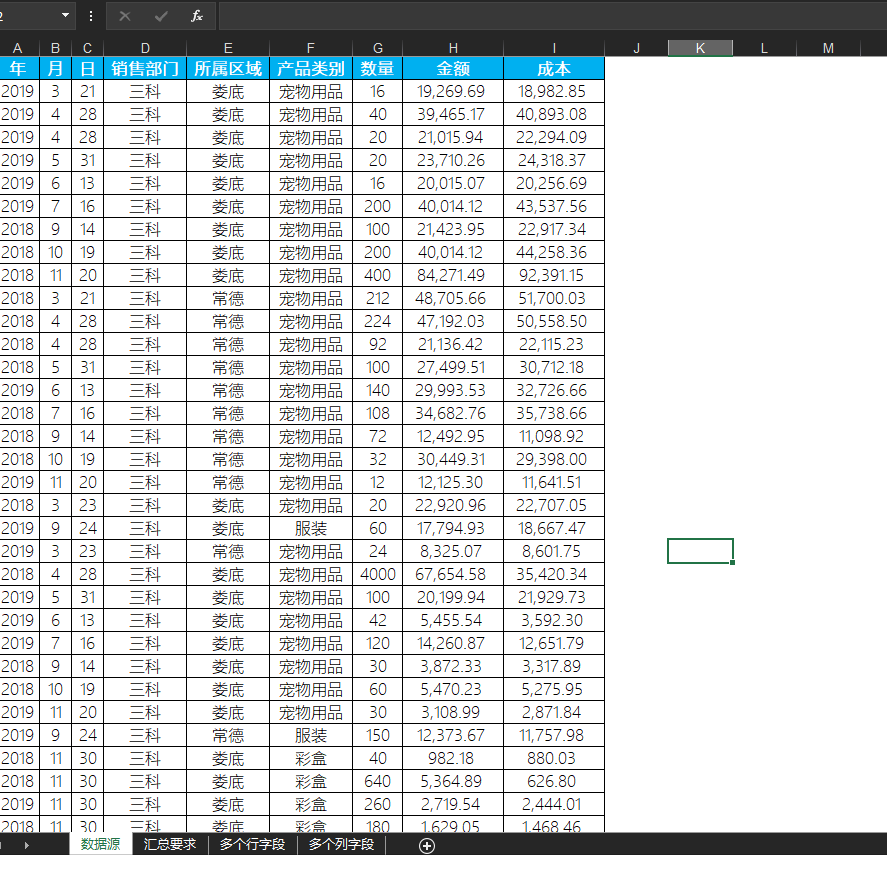 2
fx
A B C D E F G H I J K L M
年 月 日 销售部门 所属区域 产品类别 数量 金额 成本
2019 3 21 三科 娄底 宠物用品 16 19,269.69 18,982.85
2019 4 28 三科 娄底 宠物用品 40 39,465.17 40,893.08
2019 4 28 三科 娄底 宠物用品 20 21,015.94 22,294.09
2019 5 31 三科 娄底 宠物用品 20 23,710.26 24,318.37
2019 6 13 三科 娄底 宠物用品 16 20,015.07 20,256.69
2019 7 16 三科 娄底 宠物用品 200 40,014.12 43,537.56
2018 9 14 三科 娄底 宠物用品 100 21,423.95 22,917.34
2018 10 19 三科 娄底 宠物用品 200 40,014.12 44,258.36
2018 11 20 三科 娄底 宠物用品 400 84,271.49 92,391.15
2018 3 21 三科 常德 宠物用品 212 48,705.66 51,700.03
2018 4 28 三科 常德 宠物用品 224 47,192.03 50,558.50
2018 4 28 三科 常德 宠物用品 92 21,136.42 22,115.23
2018 5 31 三科 常德 宠物用品 100 27,499.51 30,712.18
2019 6 13 三科 常德 宠物用品 140 29,993.53 32,726.66
2018 7 16 三科 常德 宠物用品 108 34,682.76 35,738.66
2018 9 14 三科 常德 宠物用品 72 12,492.95 11,098.92
2018 10 19 三科 常德 宠物用品 32 30,449.31 29,398.00
2019 11 20 三科 常德 宠物用品 12 12,125.30 11,641.51
2018 3 23 三科 娄底 宠物用品 20 22,920.96 22,707.05
2019 9 24 三科 娄底 服装 60 17,794.93 18,667.47
2019 3 23 三科 常德 宠物用品 24 8,325.07 8,601.75
2018 4 28 三科 娄底 宠物用品 4000 67,654.58 35,420.34
2019 5 31 三科 娄底 宠物用品 100 20,199.94 21,929.73
2019 6 13 三科 娄底 宠物用品 42 5,455.54 3,592.30
2019 7 16 三科 娄底 宠物用品 120 14,260.87 12,651.79
2018 9 14 三科 娄底 宠物用品 30 3,872.33 3,317.89
2018 10 19 三科 娄底 宠物用品 60 5,470.23 5,275.95
2019 11 20 三科 娄底 宠物用品 30 3,108.99 2,871.84
2019 9 24 三科 常德 服装 150 12,373.67 11,757.98
2018 11 30 三科 娄底 彩盒 40 982.18 880.03
2018 11 30 三科 娄底 彩盒 640 5,364.89 626.80
2019 11 30 三科 娄底 彩盒 260 2,719.54 2,444.01
2018 11 30 三科 娄底 彩盒 180 1,629.05 1,468.46
数据源 汇总要求 多个行字段 多个列字段